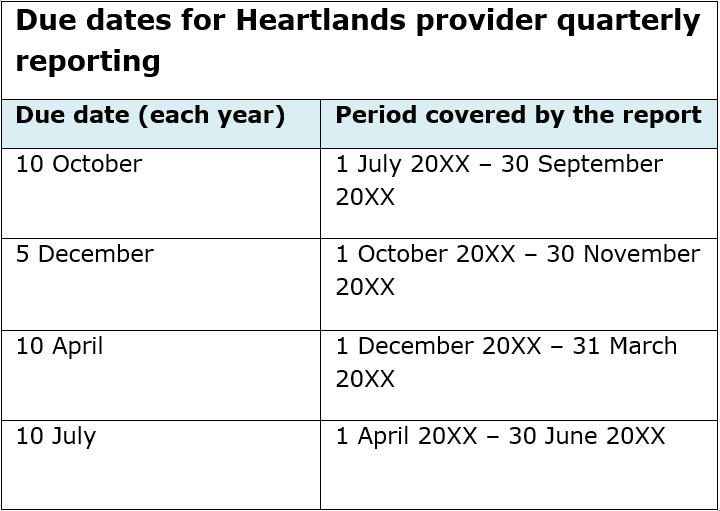 Due dates for Heartlands provider quarterly
reporting
Due date (each year)
Period covered by the report
10 October
1 July 20XX – 30 September
20XX
5 December
1 October 20XX – 30 November
20XX
10 April
1 December 20XX – 31 March
20XX
10 July
1 April 20XX – 30 June 20XX